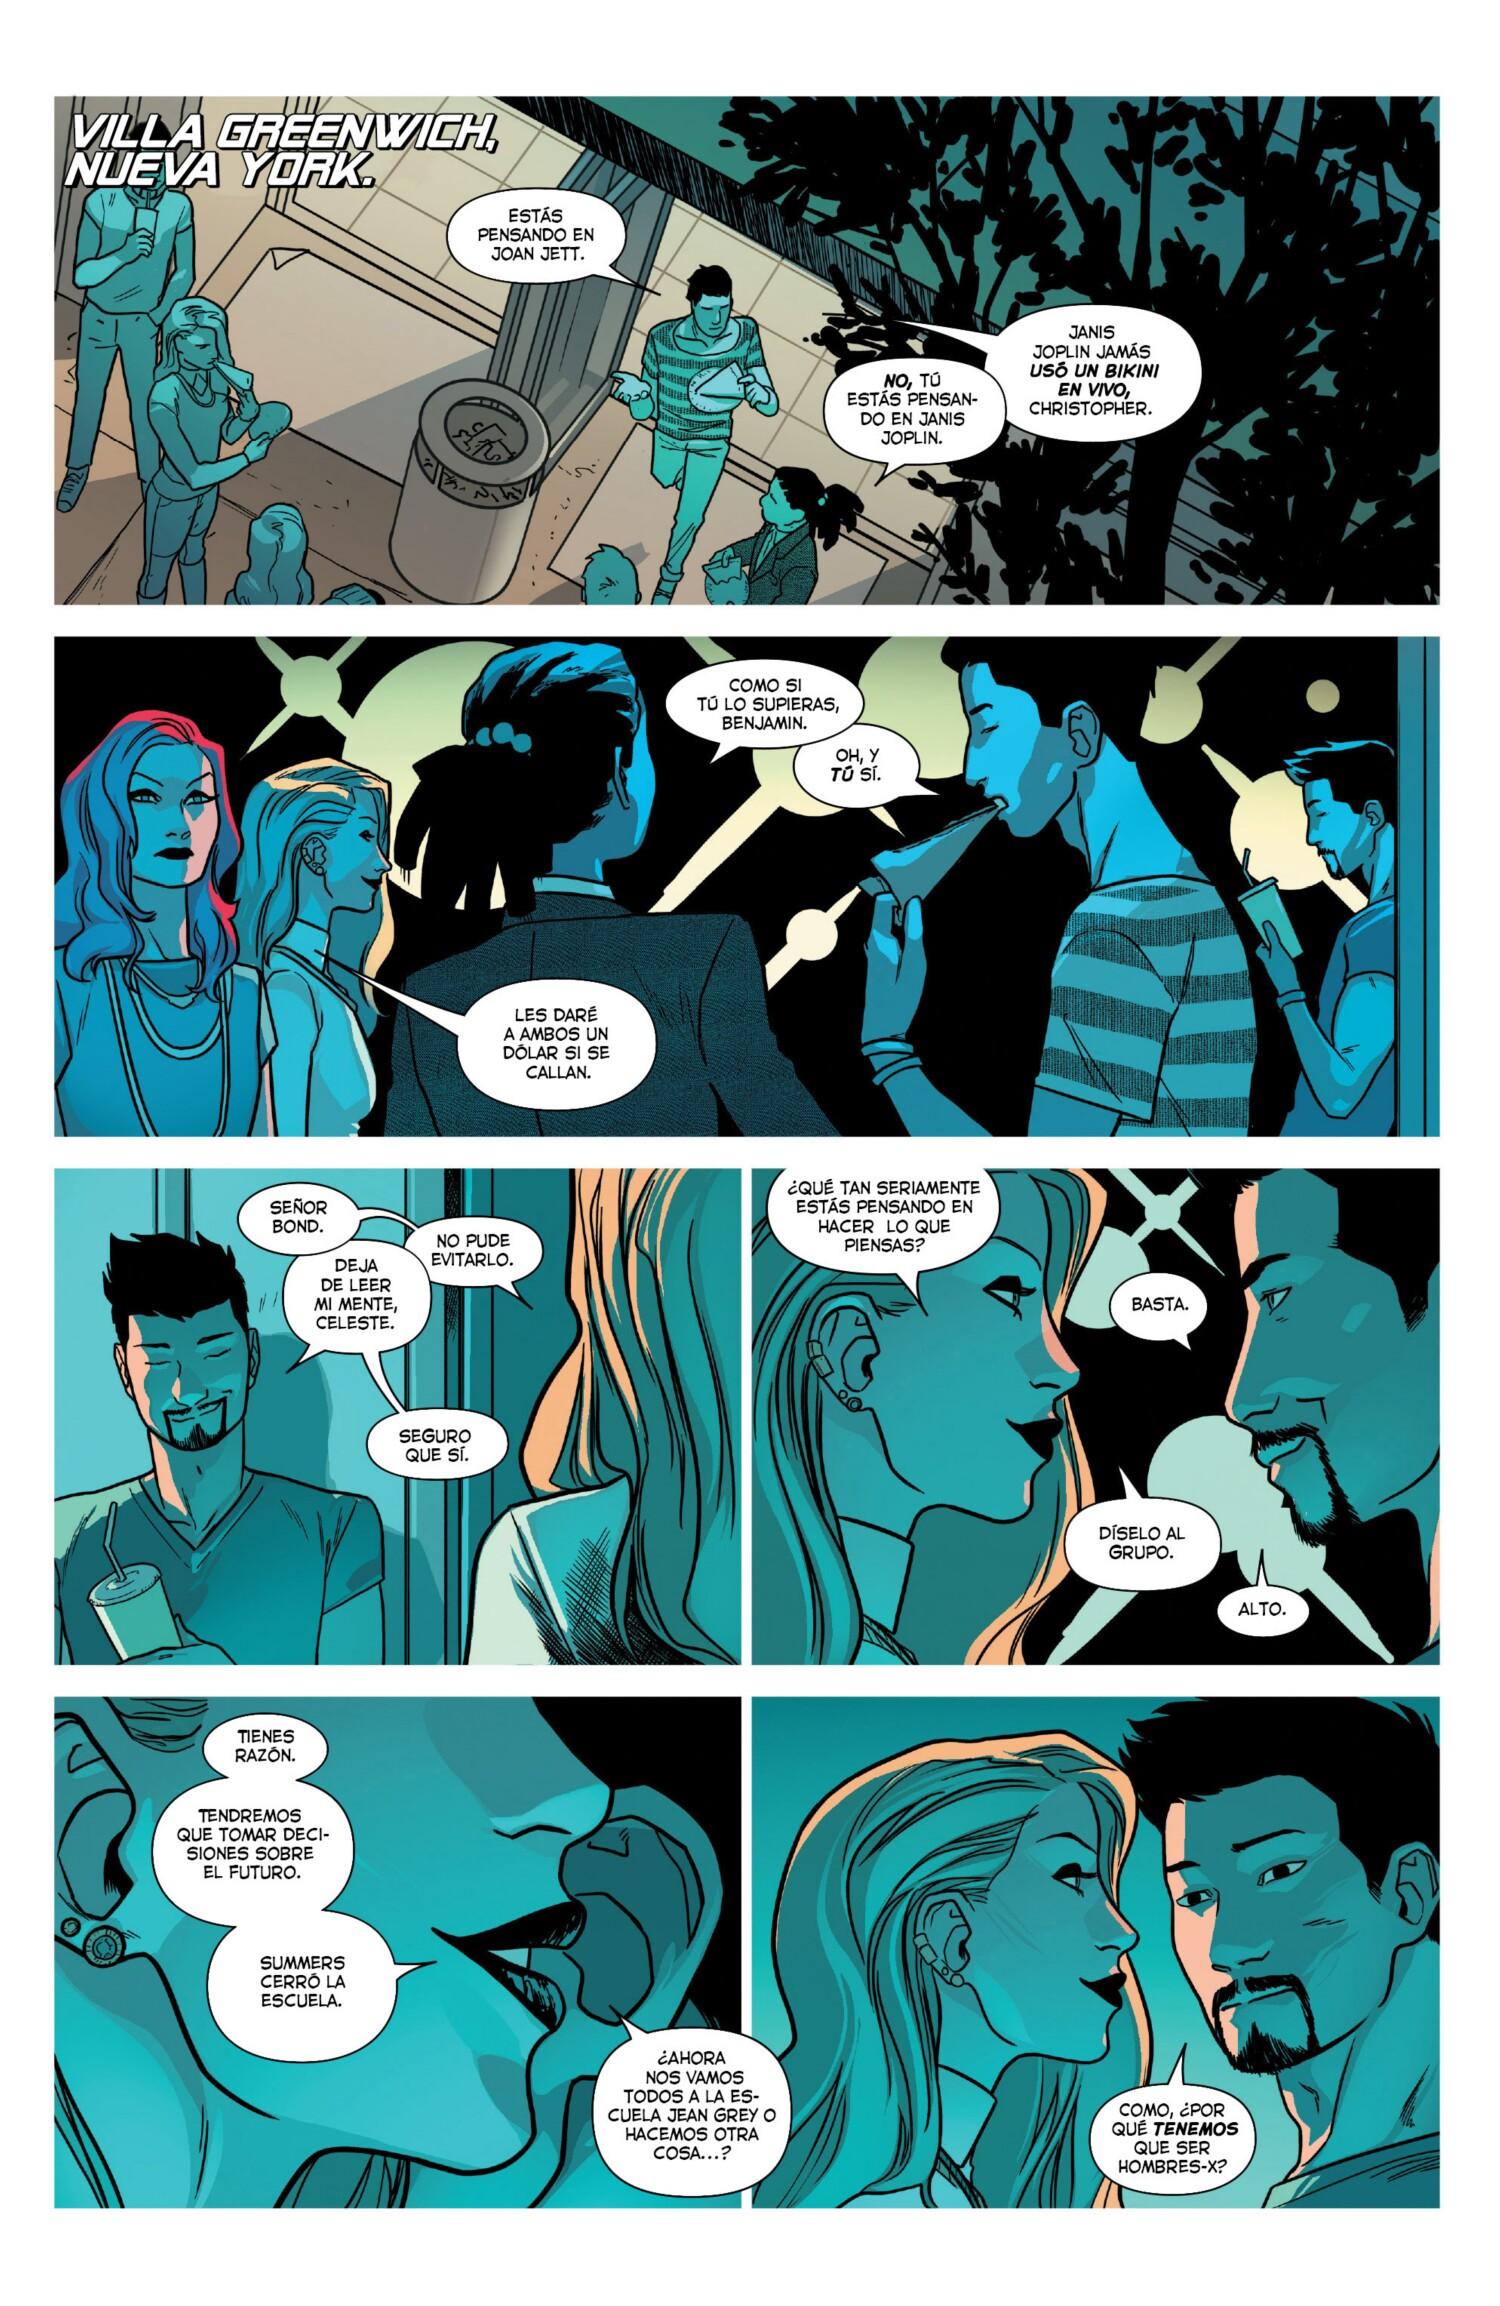 VILLA GREENWICH,
NUEVA YORK.
ESTÁS
PENSANDO EN
JOAN JETT.
NO, TÚ
ESTÁS PENSAN-
DO EN JANIS
JOPLIN.
JANIS
JOPLIN JAMÁS
USÓ UN BIKINI
EN VIVO,
CHRISTOPHER.
COMO SI
TÚ LO SUPIERAS,
BENJAMIN.
OH, Y
TÚ SÍ.
LES DARÉ
A AMBOS UN
DÓLAR SI SE
CALLAN.
SEÑOR
BOND.
DEJA
DE LEER
MI MENTE,
CELESTE.
NO PUDE
EVITARLO.
SEGURO
QUE SÍ.
¿QUÉ TAN SERIAMENTE
ESTÁS PENSANDO EN
HACER LO QUE
PIENSAS?
BASTA.
DÍSELO AL
GRUPO.
ALTO.
TIENES
RAZÓN.
TENDREMOS
QUE TOMAR DECI-
SIONES SOBRE
EL FUTURO.
SUMMERS
CERRÓ LA
ESCUELA.
¿AHORA
NOS VAMOS
TODOS A LA ES-
CUELA JEAN GREY O
HACEMOS OTRA
COSA...?
COMO, ¿POR
QUÉ TENEMOS
QUE SER
HOMBRES-X?